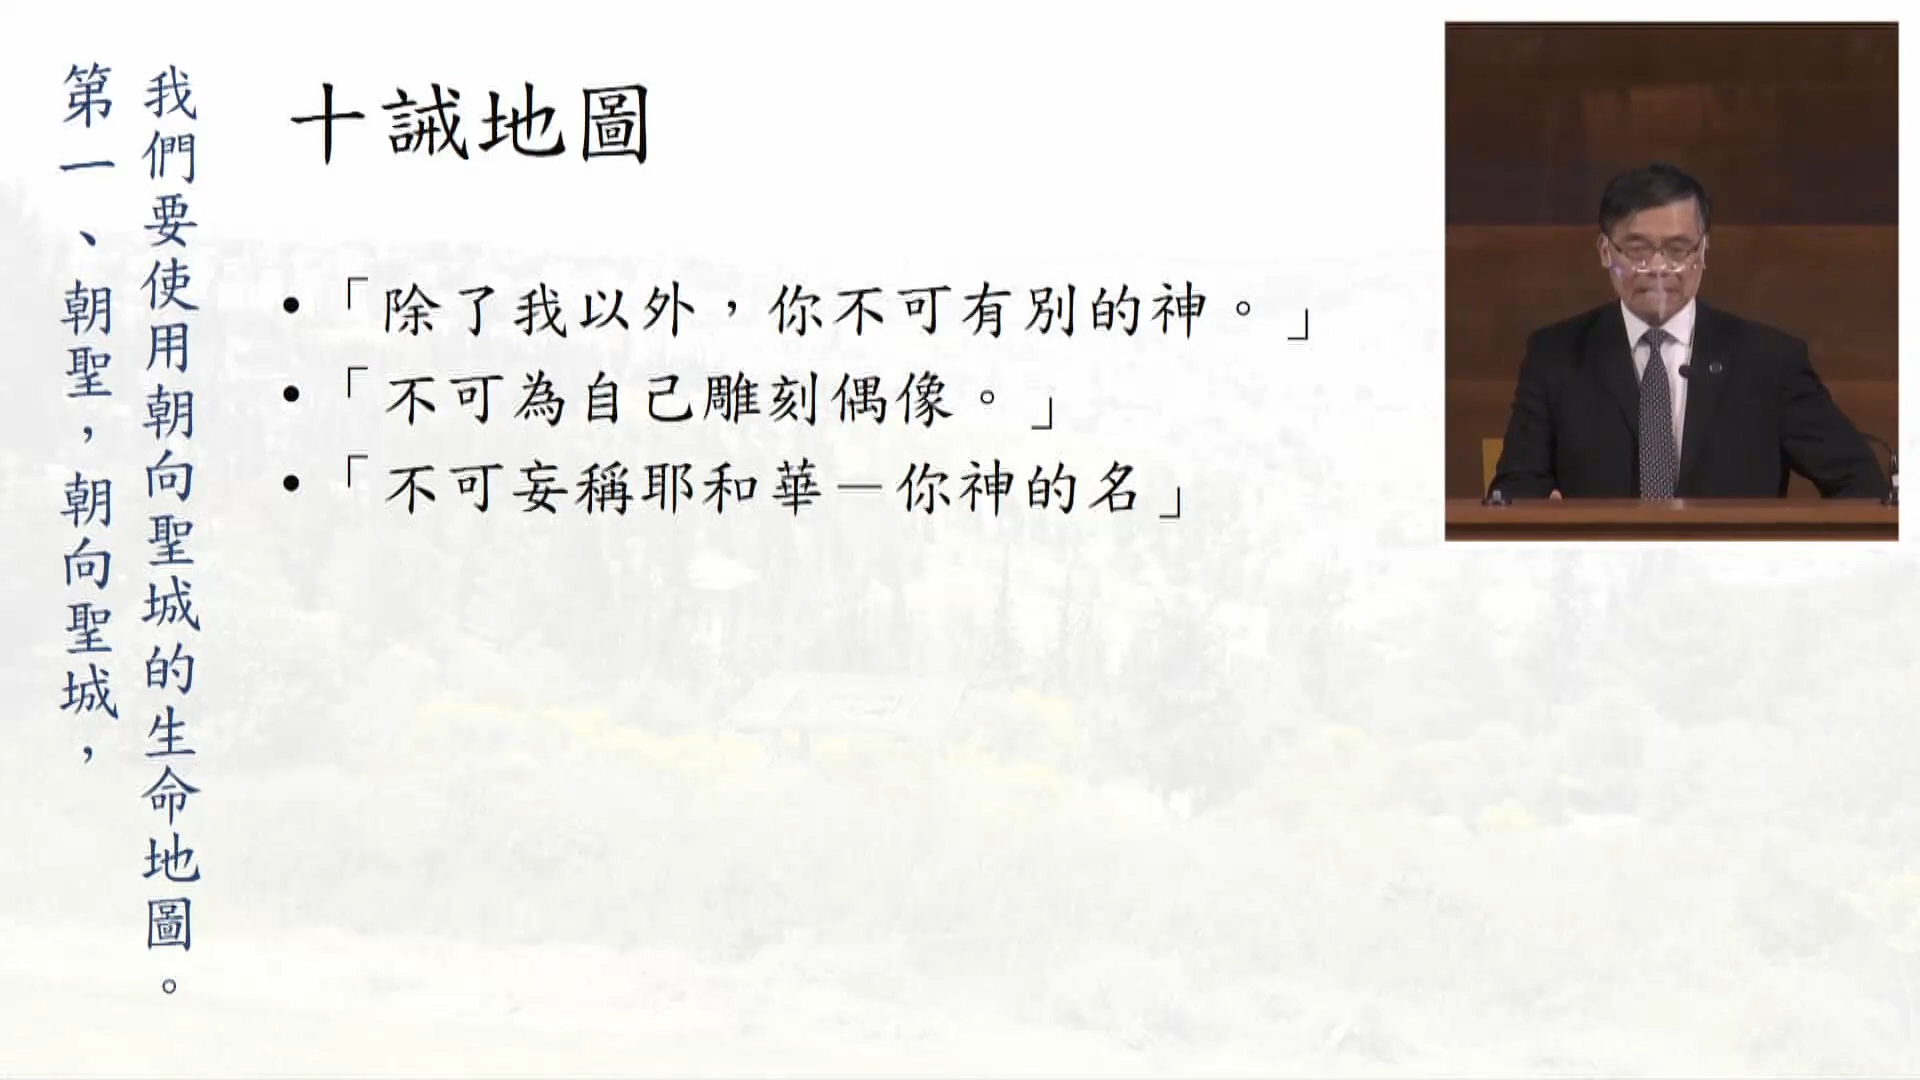 第一、朝聖，朝向聖城，
我們要使用朝向聖城的生命地圖。
十誡地圖
•「除了我以外，你不可有別的神。」
•「不可為自己雕刻偶像。」
•「不可妄稱耶和華－你神的名」